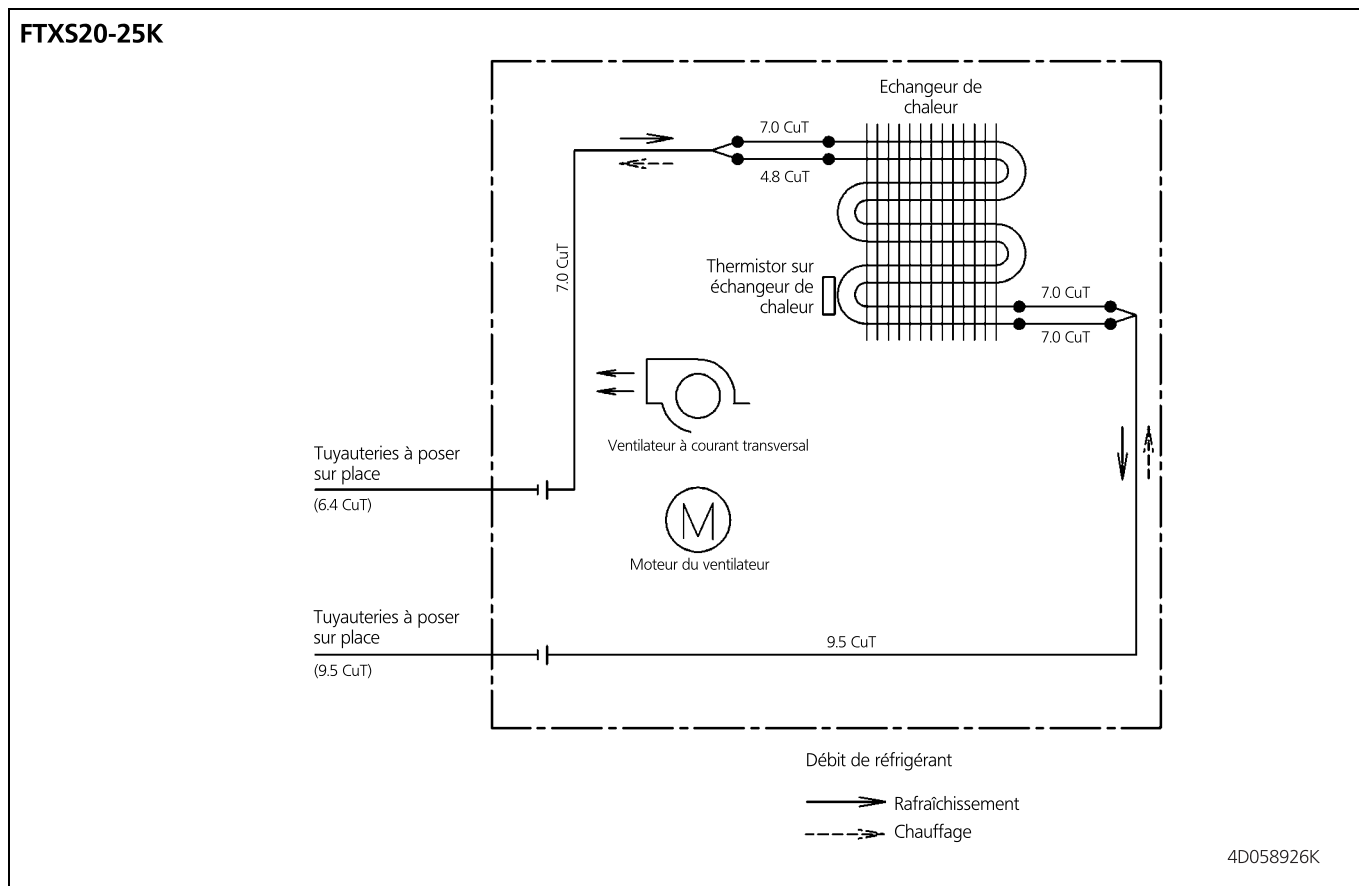 FTXS20-25K
Echangeur de
chaleur
7.0 CuT
4.8 CuT
7.0 CuT
Thermistor sur
échangeur de
chaleur
7.0 CuT
7.0 CuT
Ventilateur à courant transversal
Tuyauteries à poser
sur place
(6.4 CuT)
M
Moteur du ventilateur
Tuyauteries à poser
sur place
(9.5 CuT)
9.5 CuT
Débit de réfrigérant
Rafraîchissement
Chauffage
4D058926K